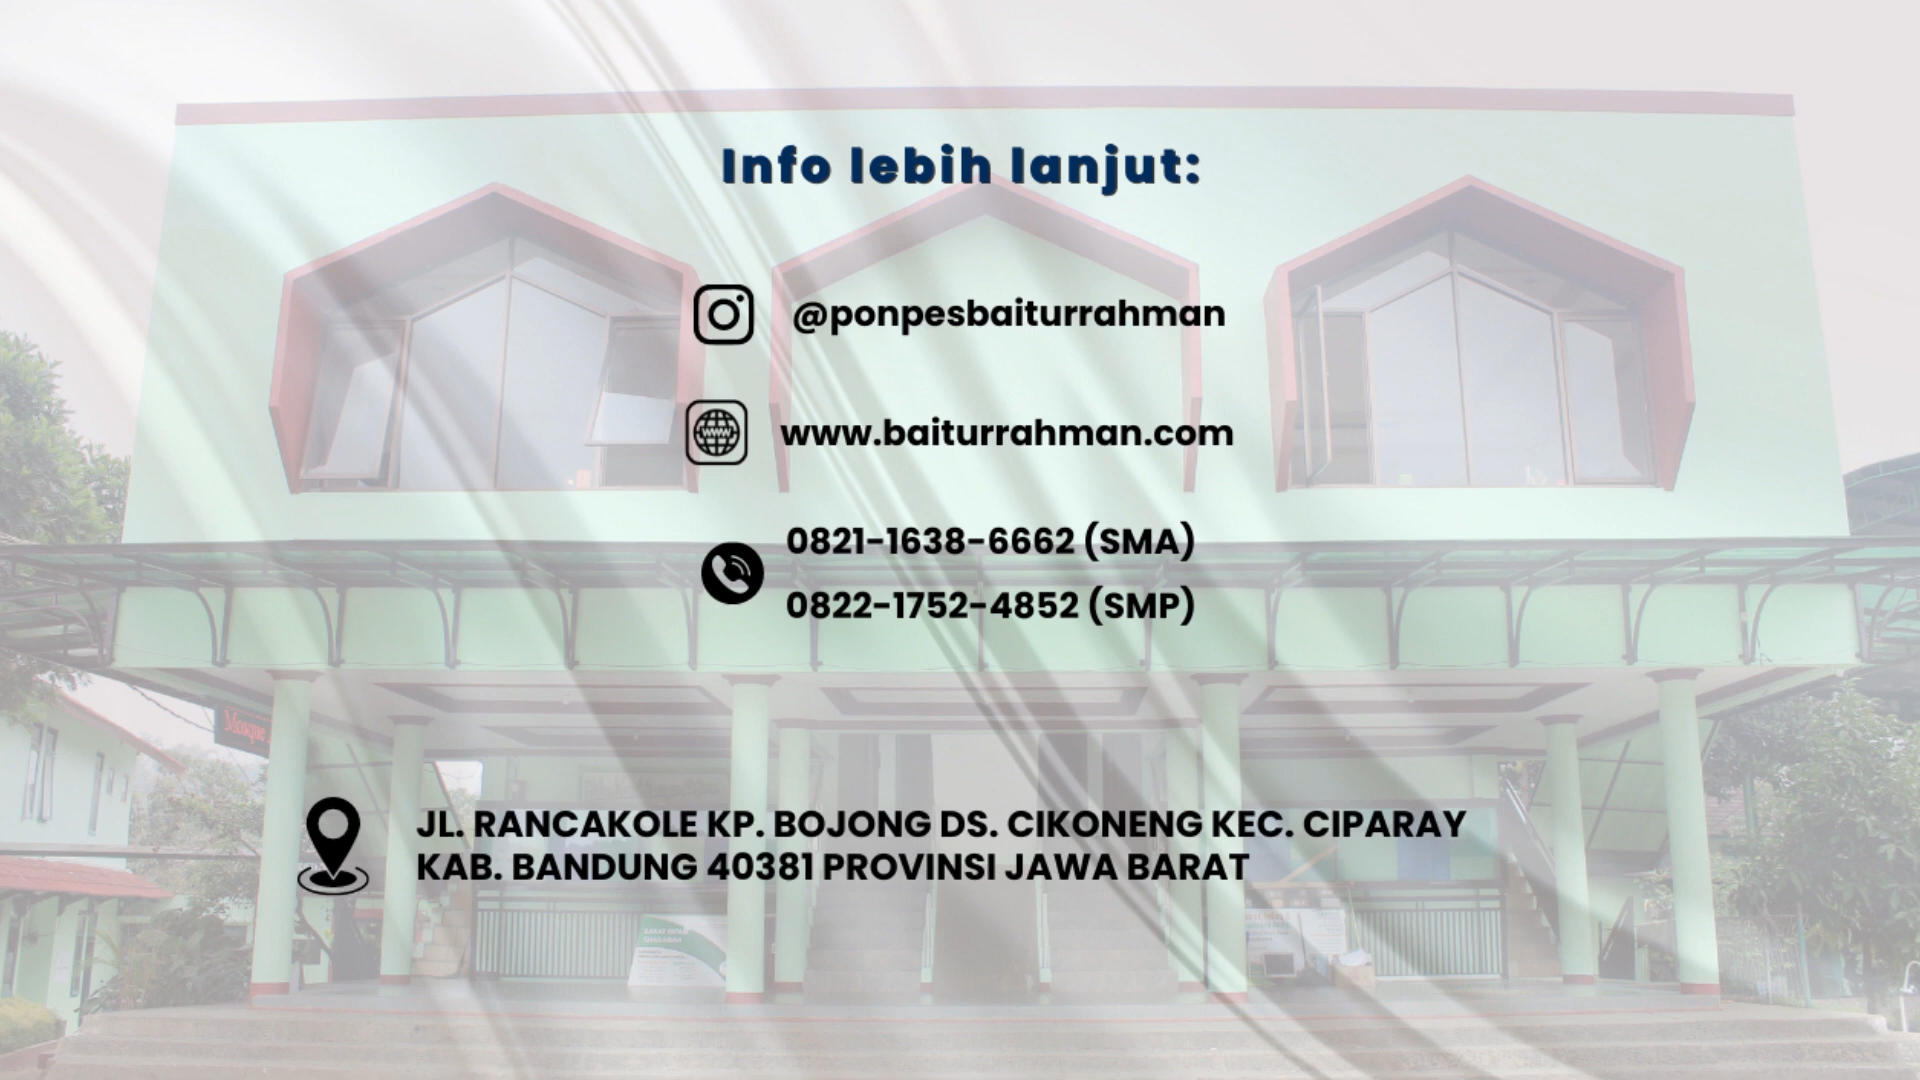 Info lebih lanjut:
@ponpesbaiturrahman
www.baiturrahman.com
0821-1638-6662 (SMA)
0822-1752-4852 (SMP)
Mosque
JL. RANCAKOLE KP. BOJONG DS. CIKONENG KEC. CIPARAY
KAB. BANDUNG 40381 PROVINSI JAWA BARAT